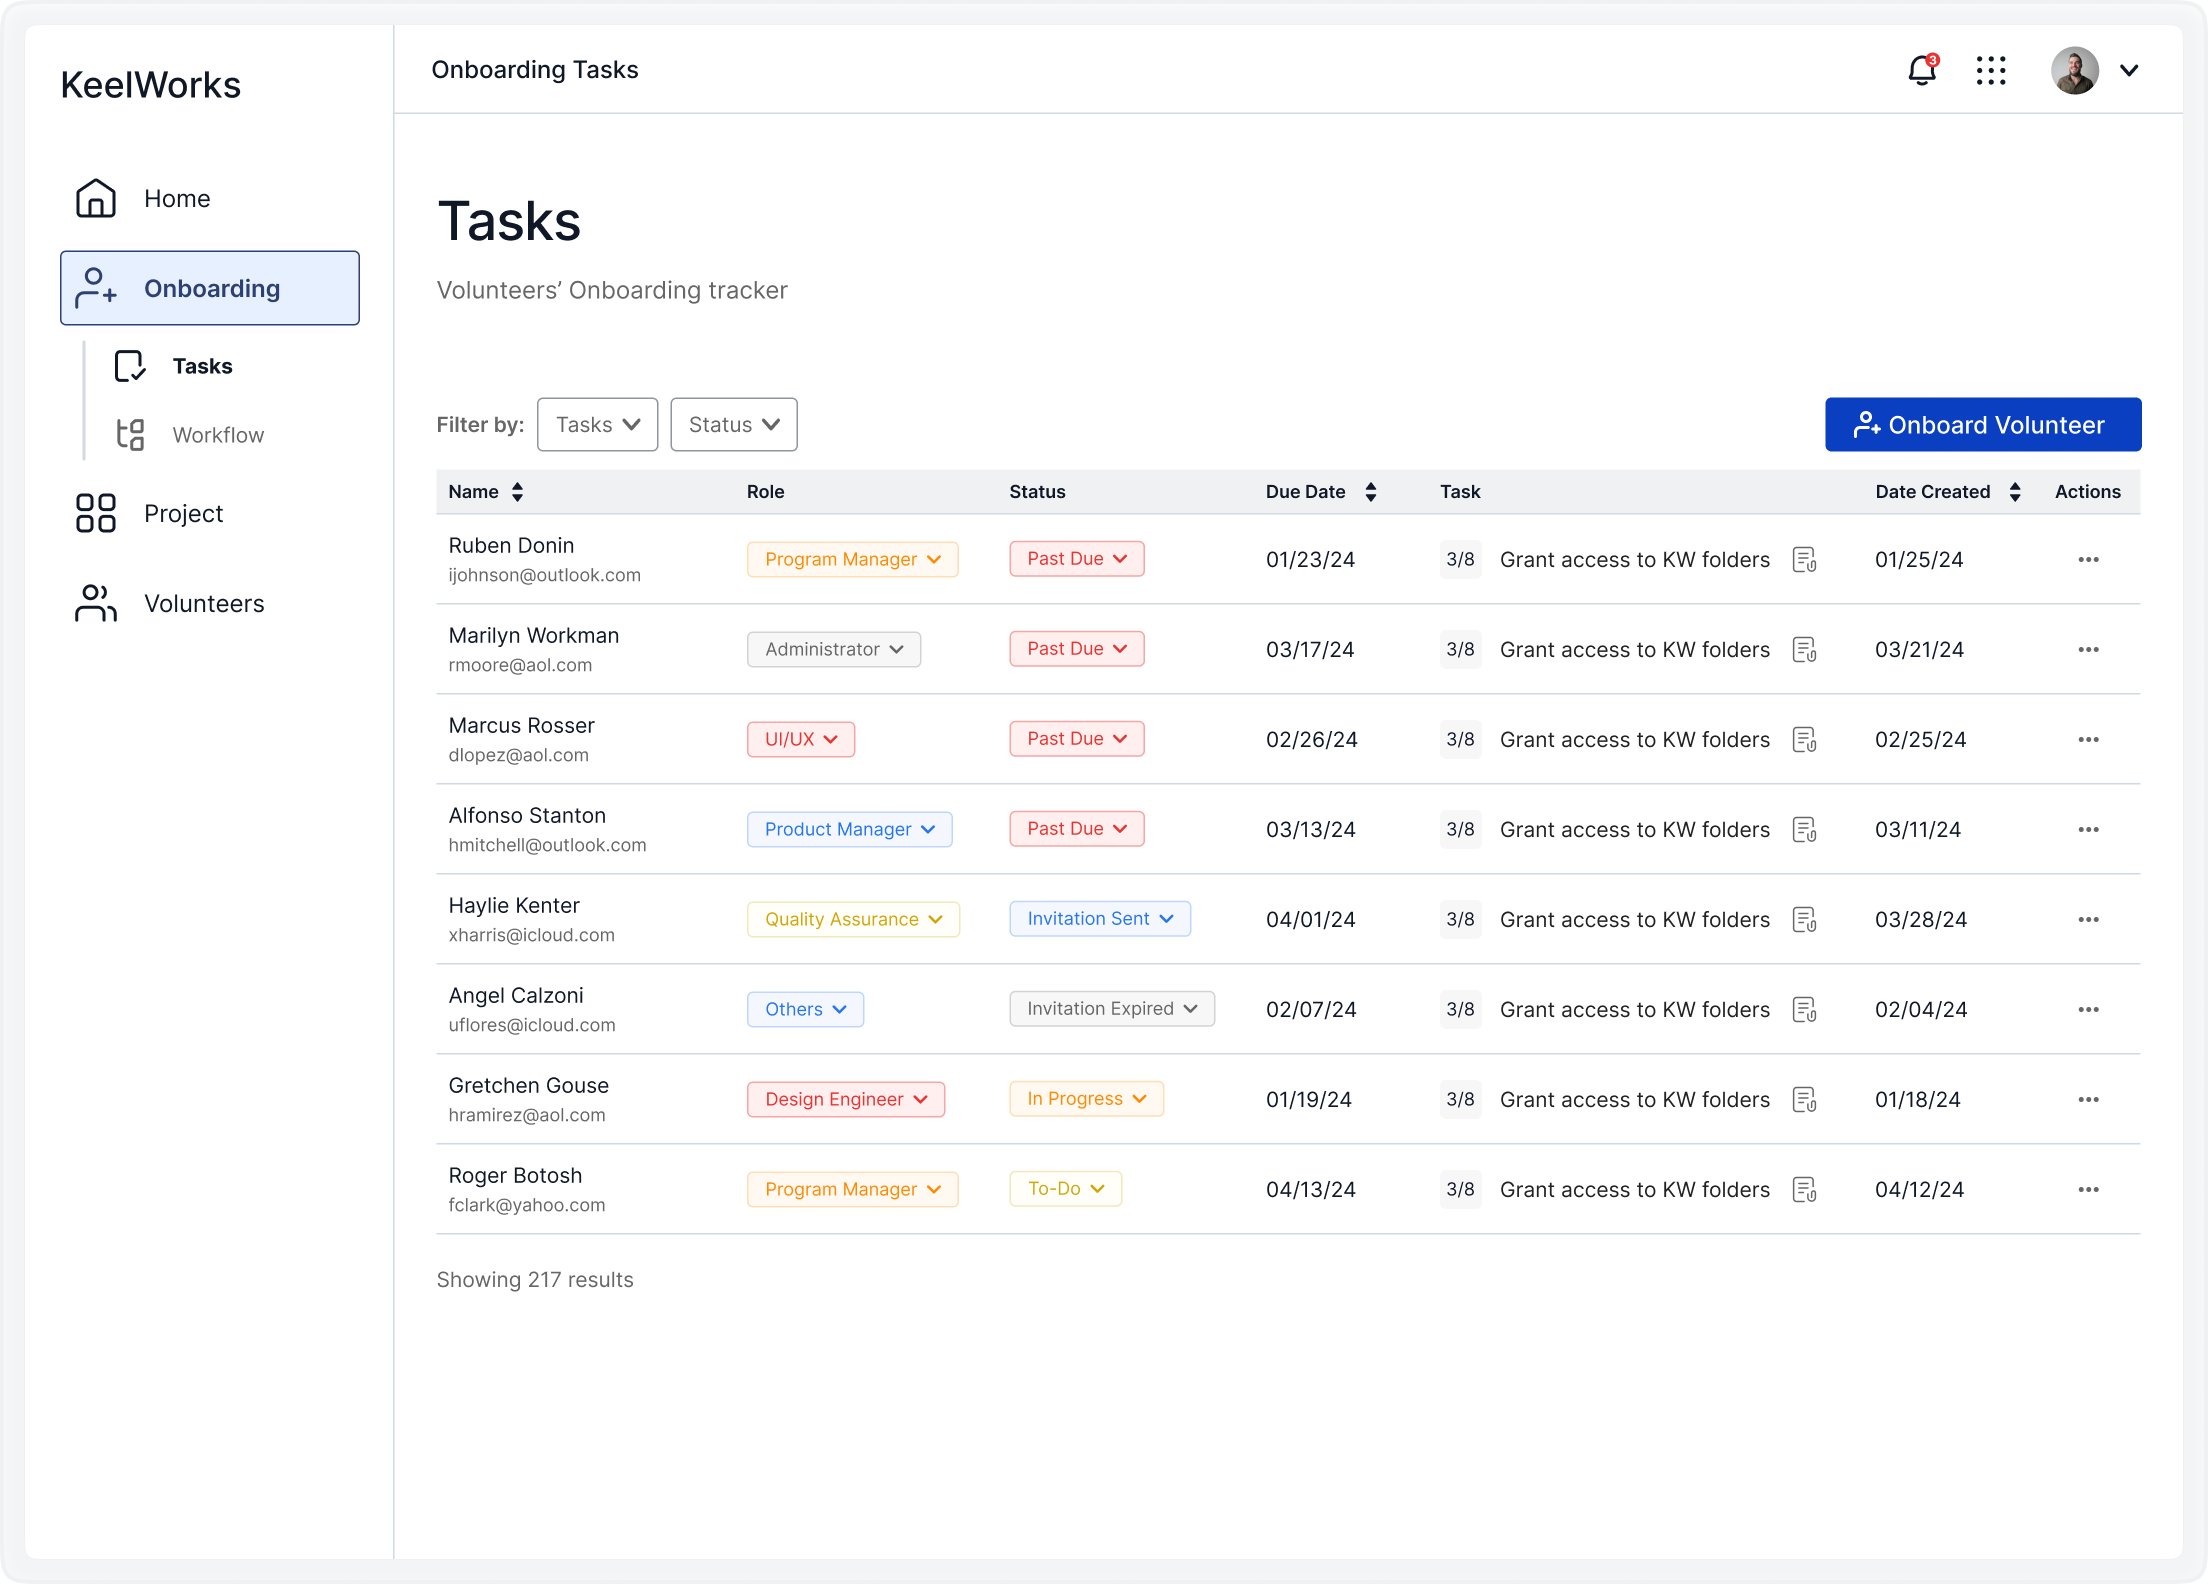 KeelWorks
Onboarding Tasks
3
Home
Onboarding
Tasks
Workflow
Project
Volunteers
Tasks
Volunteers’ Onboarding tracker
Filter by: Tasks Status Onboard Volunteer
Name Role Status Due Date Task Date Created Actions
Ruben Donin
ijohnson@outlook.com
Program Manager Past Due 01/23/24 3/8 Grant access to KW folders 01/25/24
Marilyn Workman
rmoore@aol.com
Administrator Past Due 03/17/24 3/8 Grant access to KW folders 03/21/24
Marcus Rosser
dlopez@aol.com
UI/UX Past Due 02/26/24 3/8 Grant access to KW folders 02/25/24
Alfonso Stanton
hmitchell@outlook.com
Product Manager Past Due 03/13/24 3/8 Grant access to KW folders 03/11/24
Haylie Kenter
xharris@icloud.com
Quality Assurance Invitation Sent 04/01/24 3/8 Grant access to KW folders 03/28/24
Angel Calzoni
uflores@icloud.com
Others Invitation Expired 02/07/24 3/8 Grant access to KW folders 02/04/24
Gretchen Gouse
hramirez@aol.com
Design Engineer In Progress 01/19/24 3/8 Grant access to KW folders 01/18/24
Roger Botosh
fclark@yahoo.com
Program Manager To-Do 04/13/24 3/8 Grant access to KW folders 04/12/24
Showing 217 results